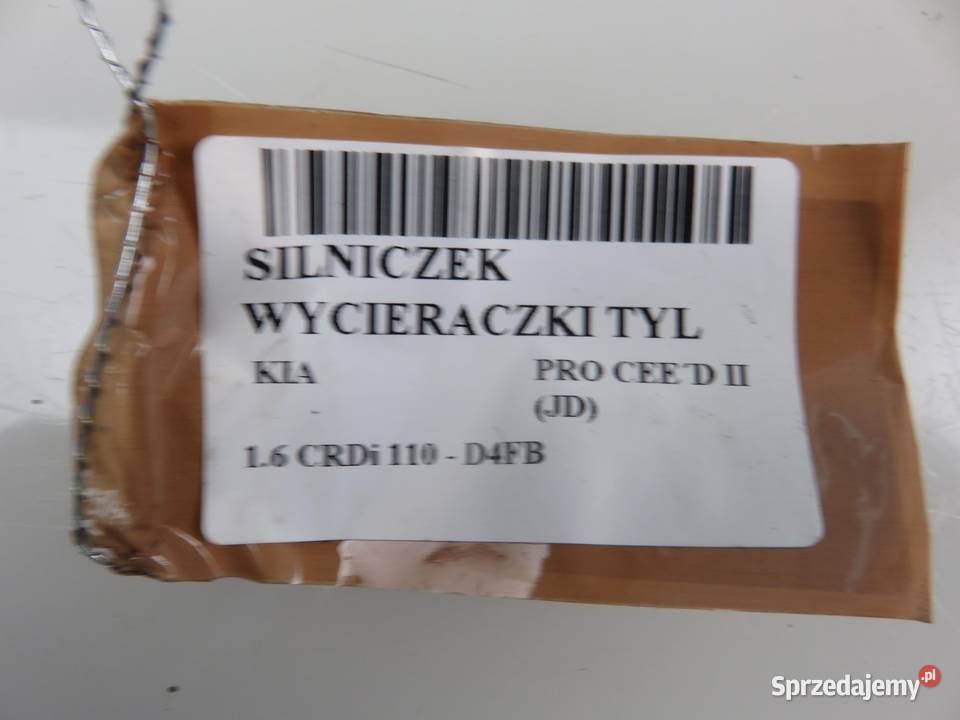 SILNICZEK
WYCIERACZKI TYL
KIA PRO CEE´D II
- (JD)
1.6 CRDi 110 - D4FB
Sprzedajemy.pl